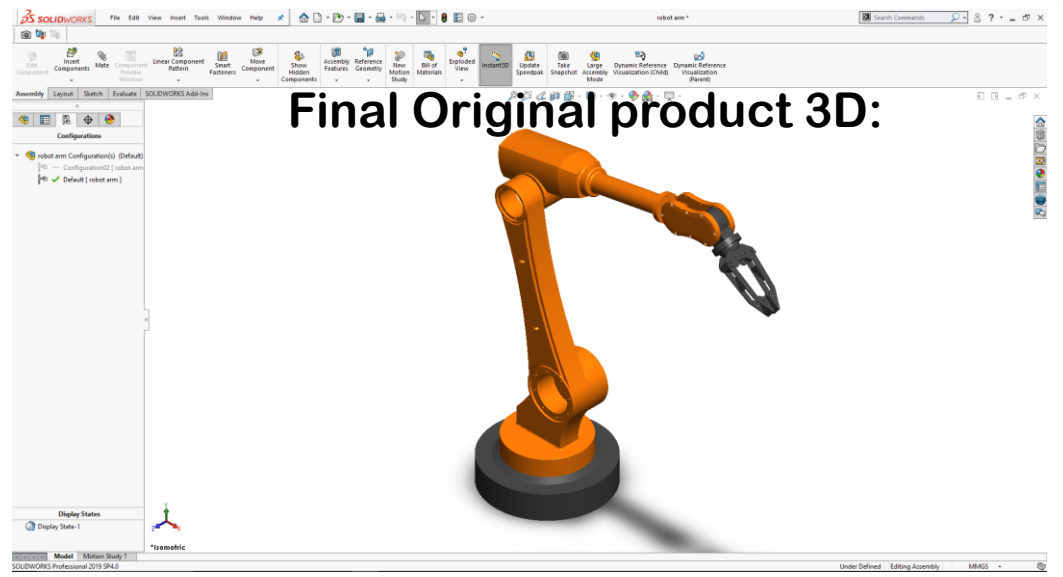 SOLIDWORKS
File Edit View Insert Tools Window Help
robot arm *
Search Commands
Edit Component
Insert Components
Mate
Component Preview Window
Linear Component Pattern
Smart Fasteners
Move Component
Show Hidden Components
Assembly Features
Reference Geometry
New Motion Study
Bill of Materials
Exploded View
Instant3D
Update Speedpak
Take Snapshot
Large Assembly Mode
Dynamic Reference Visualization (Child)
Dynamic Reference Visualization (Parent)
Assembly Layout Sketch Evaluate SOLIDWORKS Add-Ins
Final Original product 3D:
Configurations
robot arm Configuration(s) (Default)
Configuration02 [ robot arm
Default [ robot arm ]
Display States
Display State-1
Y
Z
X
*Isometric
Model Motion Study 1
SOLIDWORKS Professional 2019 SP4.0
Under Defined Editing Assembly MMGS